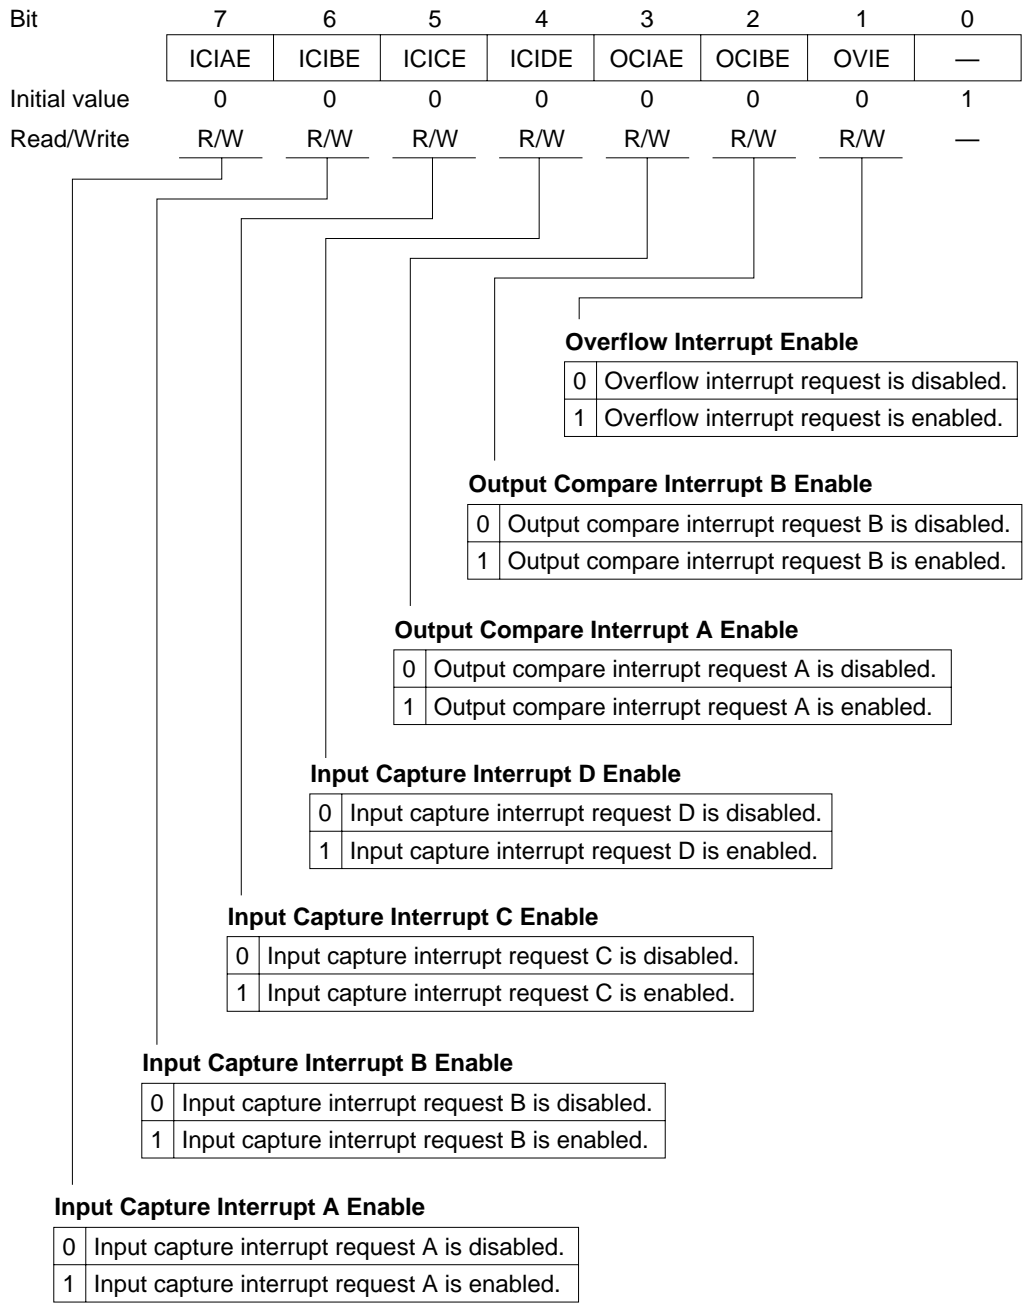 Bit 7 6 5 4 3 2 1 0
ICIAE ICIBE ICICE ICIDE OCIAE OCIBE OVIE —
Initial value 0 0 0 0 0 0 0 1
Read/Write R/W R/W R/W R/W R/W R/W R/W —
Overflow Interrupt Enable
0 Overflow interrupt request is disabled.
1 Overflow interrupt request is enabled.
Output Compare Interrupt B Enable
0 Output compare interrupt request B is disabled.
1 Output compare interrupt request B is enabled.
Output Compare Interrupt A Enable
0 Output compare interrupt request A is disabled.
1 Output compare interrupt request A is enabled.
Input Capture Interrupt D Enable
0 Input capture interrupt request D is disabled.
1 Input capture interrupt request D is enabled.
Input Capture Interrupt C Enable
0 Input capture interrupt request C is disabled.
1 Input capture interrupt request C is enabled.
Input Capture Interrupt B Enable
0 Input capture interrupt request B is disabled.
1 Input capture interrupt request B is enabled.
Input Capture Interrupt A Enable
0 Input capture interrupt request A is disabled.
1 Input capture interrupt request A is enabled.